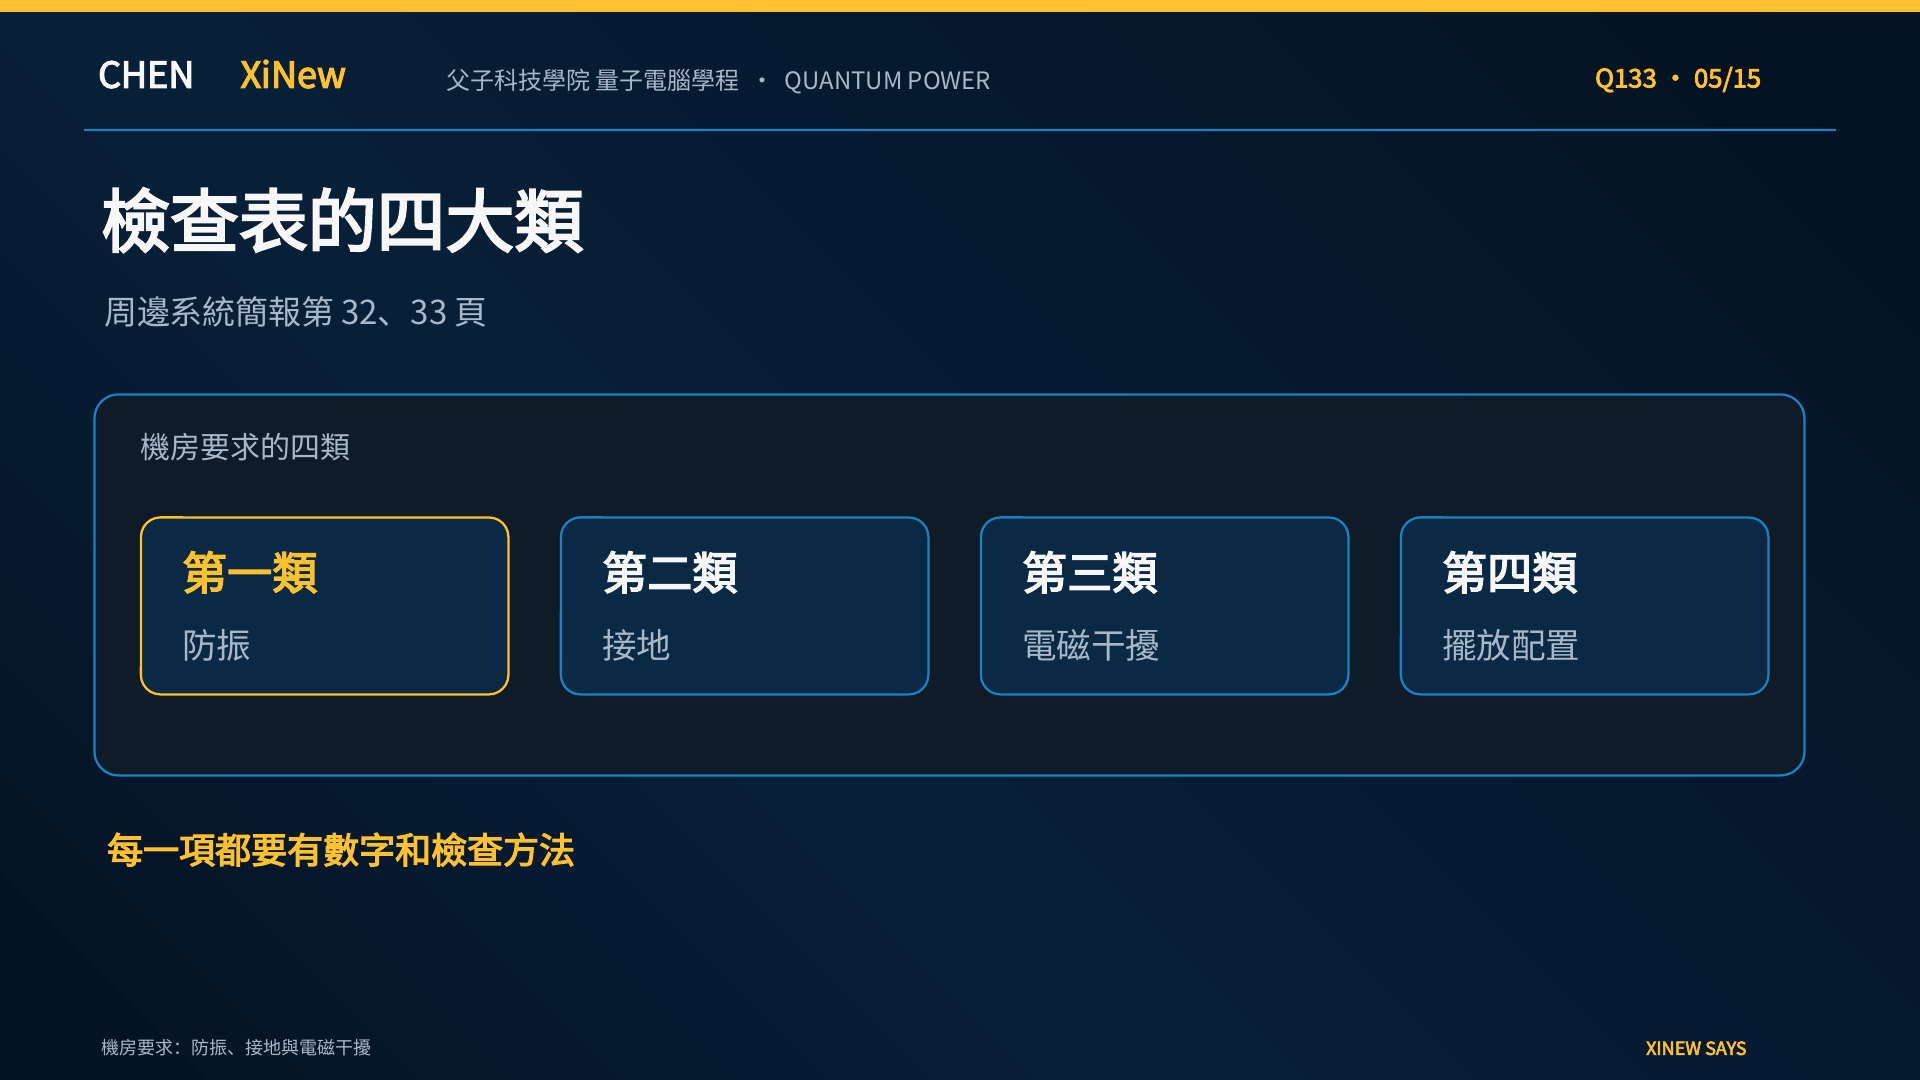 CHEN XiNew 父子科技學院 量子電腦學程 • QUANTUM POWER Q133 • 05/15
檢查表的四大類
周邊系統簡報第 32、33 頁
機房要求的四類
第一類
防振
第二類
接地
第三類
電磁干擾
第四類
擺放配置
每一項都要有數字和檢查方法
機房要求：防振、接地與電磁干擾
XINEW SAYS